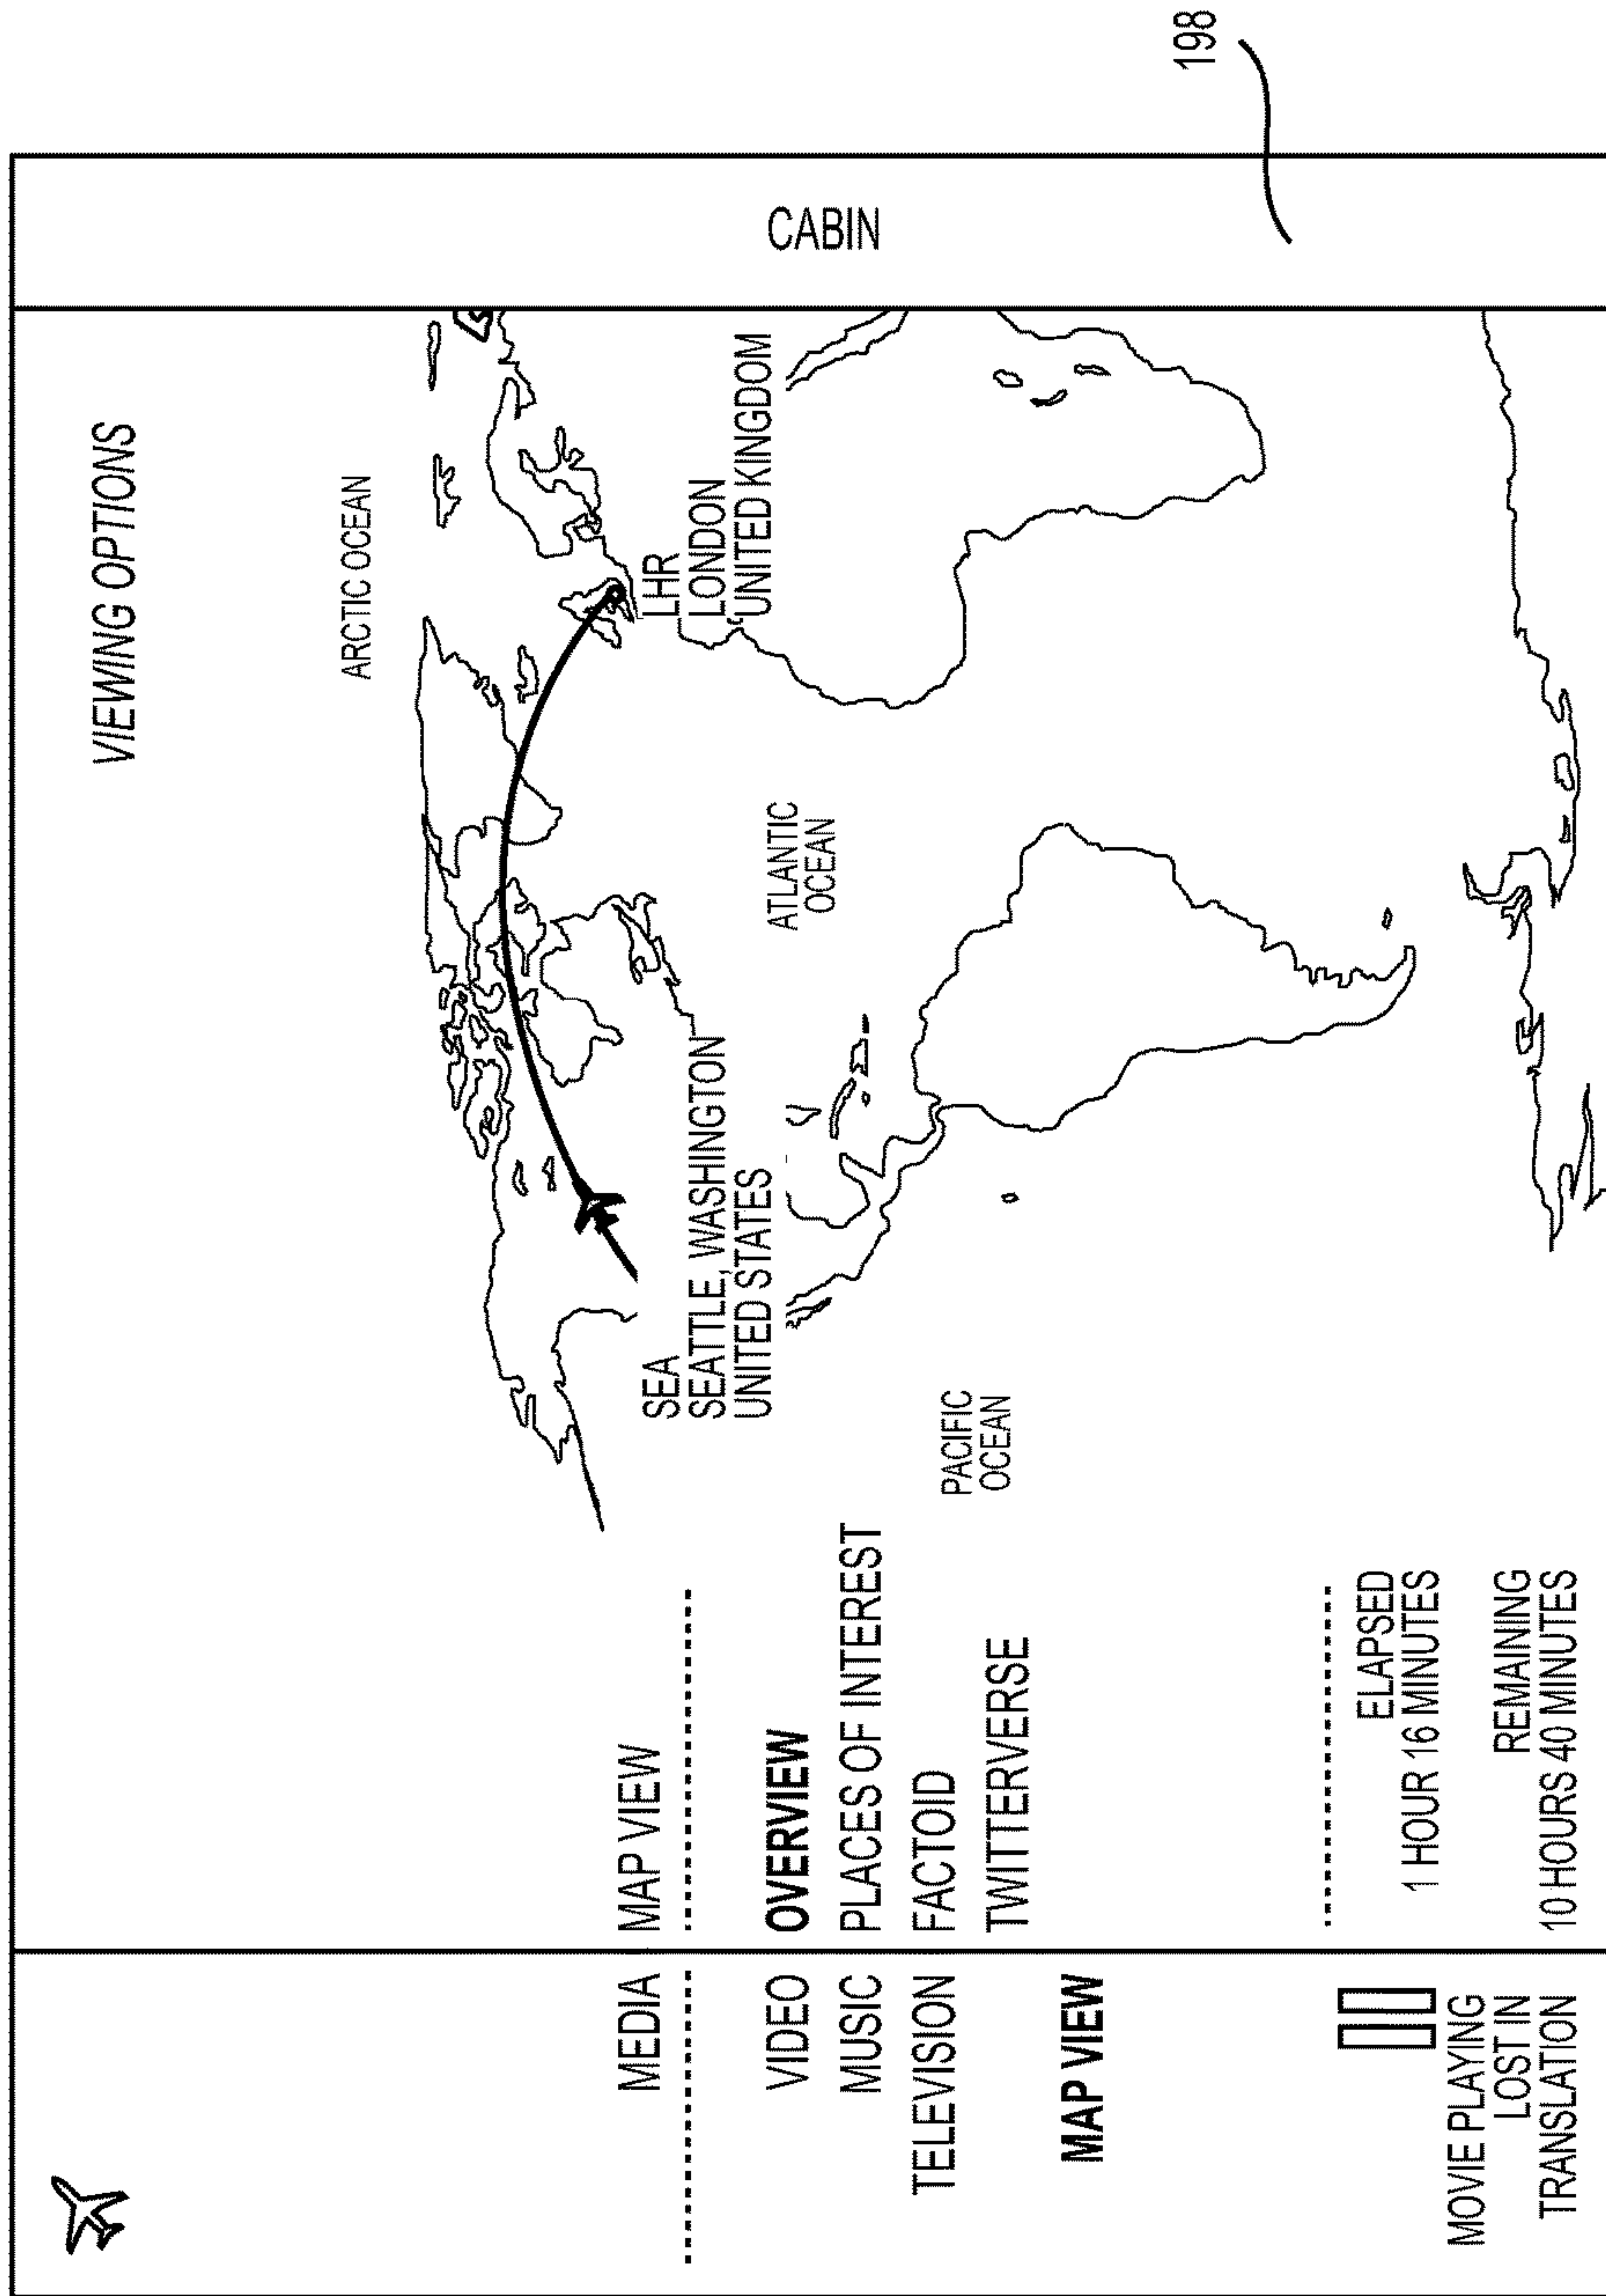 VIEWING OPTIONS
MEDIA
VIDEO
MUSIC
TELEVISION
MAP VIEW
MOVIE PLAYING
LOST IN
TRANSLATION
MAP VIEW
OVERVIEW
PLACES OF INTEREST
FACTOID
TWITTERVERSE
ELAPSED
1 HOUR 16 MINUTES
REMAINING
10 HOURS 40 MINUTES
ARCTIC OCEAN
SEA
SEATTLE, WASHINGTON
UNITED STATES
LHR
LONDON
UNITED KINGDOM
ATLANTIC
OCEAN
PACIFIC
OCEAN
CABIN
198